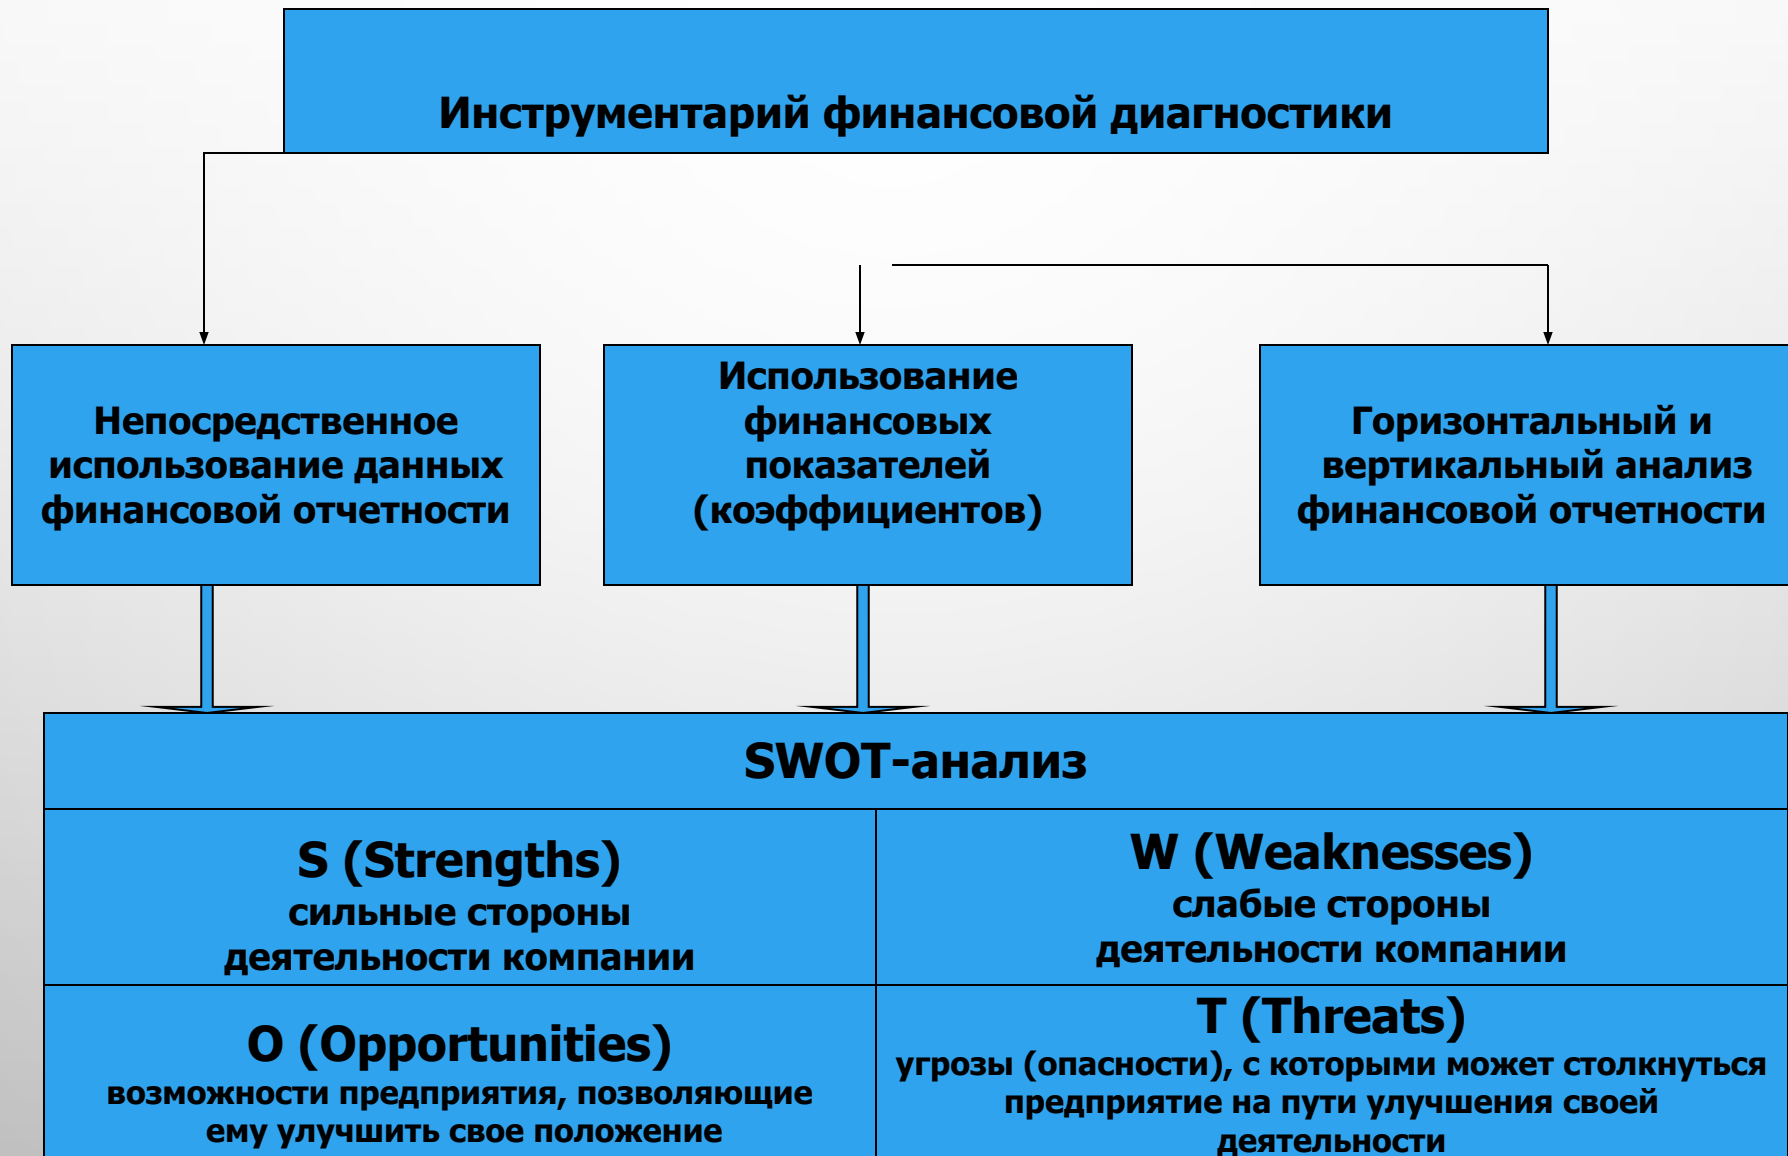 Инструментарий финансовой диагностики
Непосредственное
использование данных
финансовой отчетности
Использование
финансовых
показателей
(коэффициентов)
Горизонтальный и
вертикальный анализ
финансовой отчетности
SWOT-анализ
S (Strengths)
сильные стороны
деятельности компании
W (Weaknesses)
слабые стороны
деятельности компании
O (Opportunities)
возможности предприятия, позволяющие
ему улучшить свое положение
T (Threats)
угрозы (опасности), с которыми может столкнуться
предприятие на пути улучшения своей
деятельности